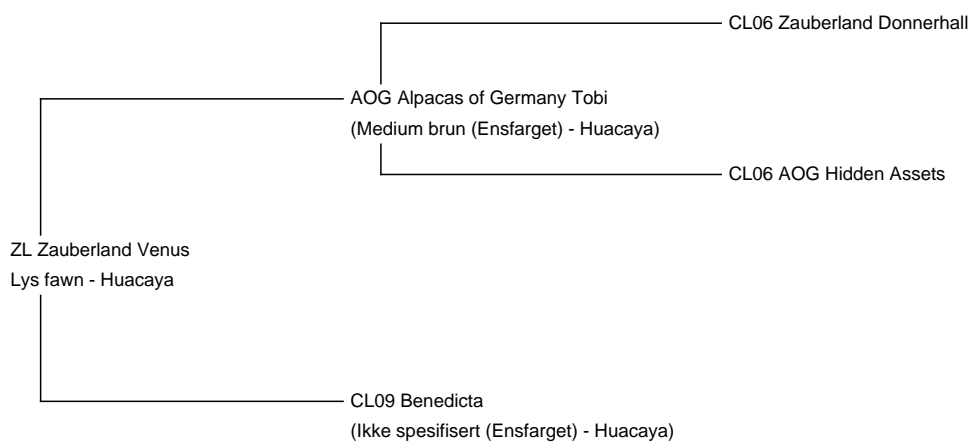 CL06 Zauberland Donnerhall
AOG Alpacas of Germany Tobi
(Medium brun (Ensfarget) - Huacaya)
CL06 AOG Hidden Assets
ZL Zauberland Venus
Lys fawn - Huacaya
CL09 Benedicta
(Ikke spesifisert (Ensfarget) - Huacaya)